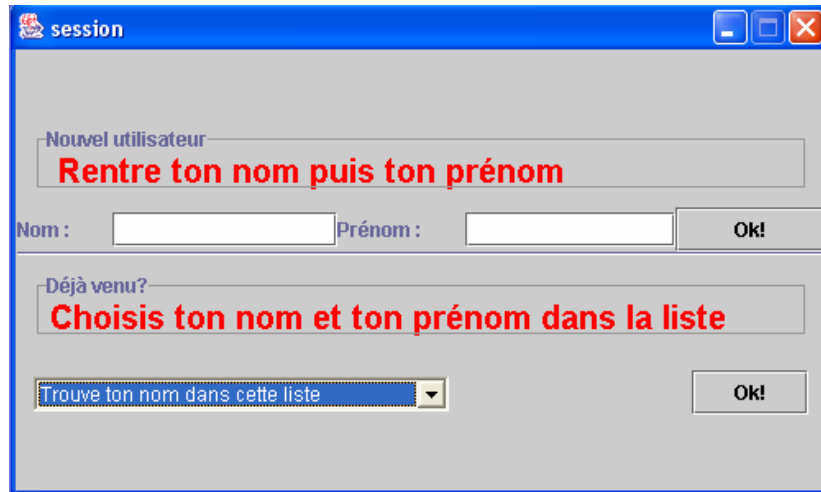 session
Nouvel utilisateur
Rentre ton nom puis ton prénom
Nom :
Prénom :
Ok!
Déjà venu?
Choisis ton nom et ton prénom dans la liste
Trouve ton nom dans cette liste
Ok!